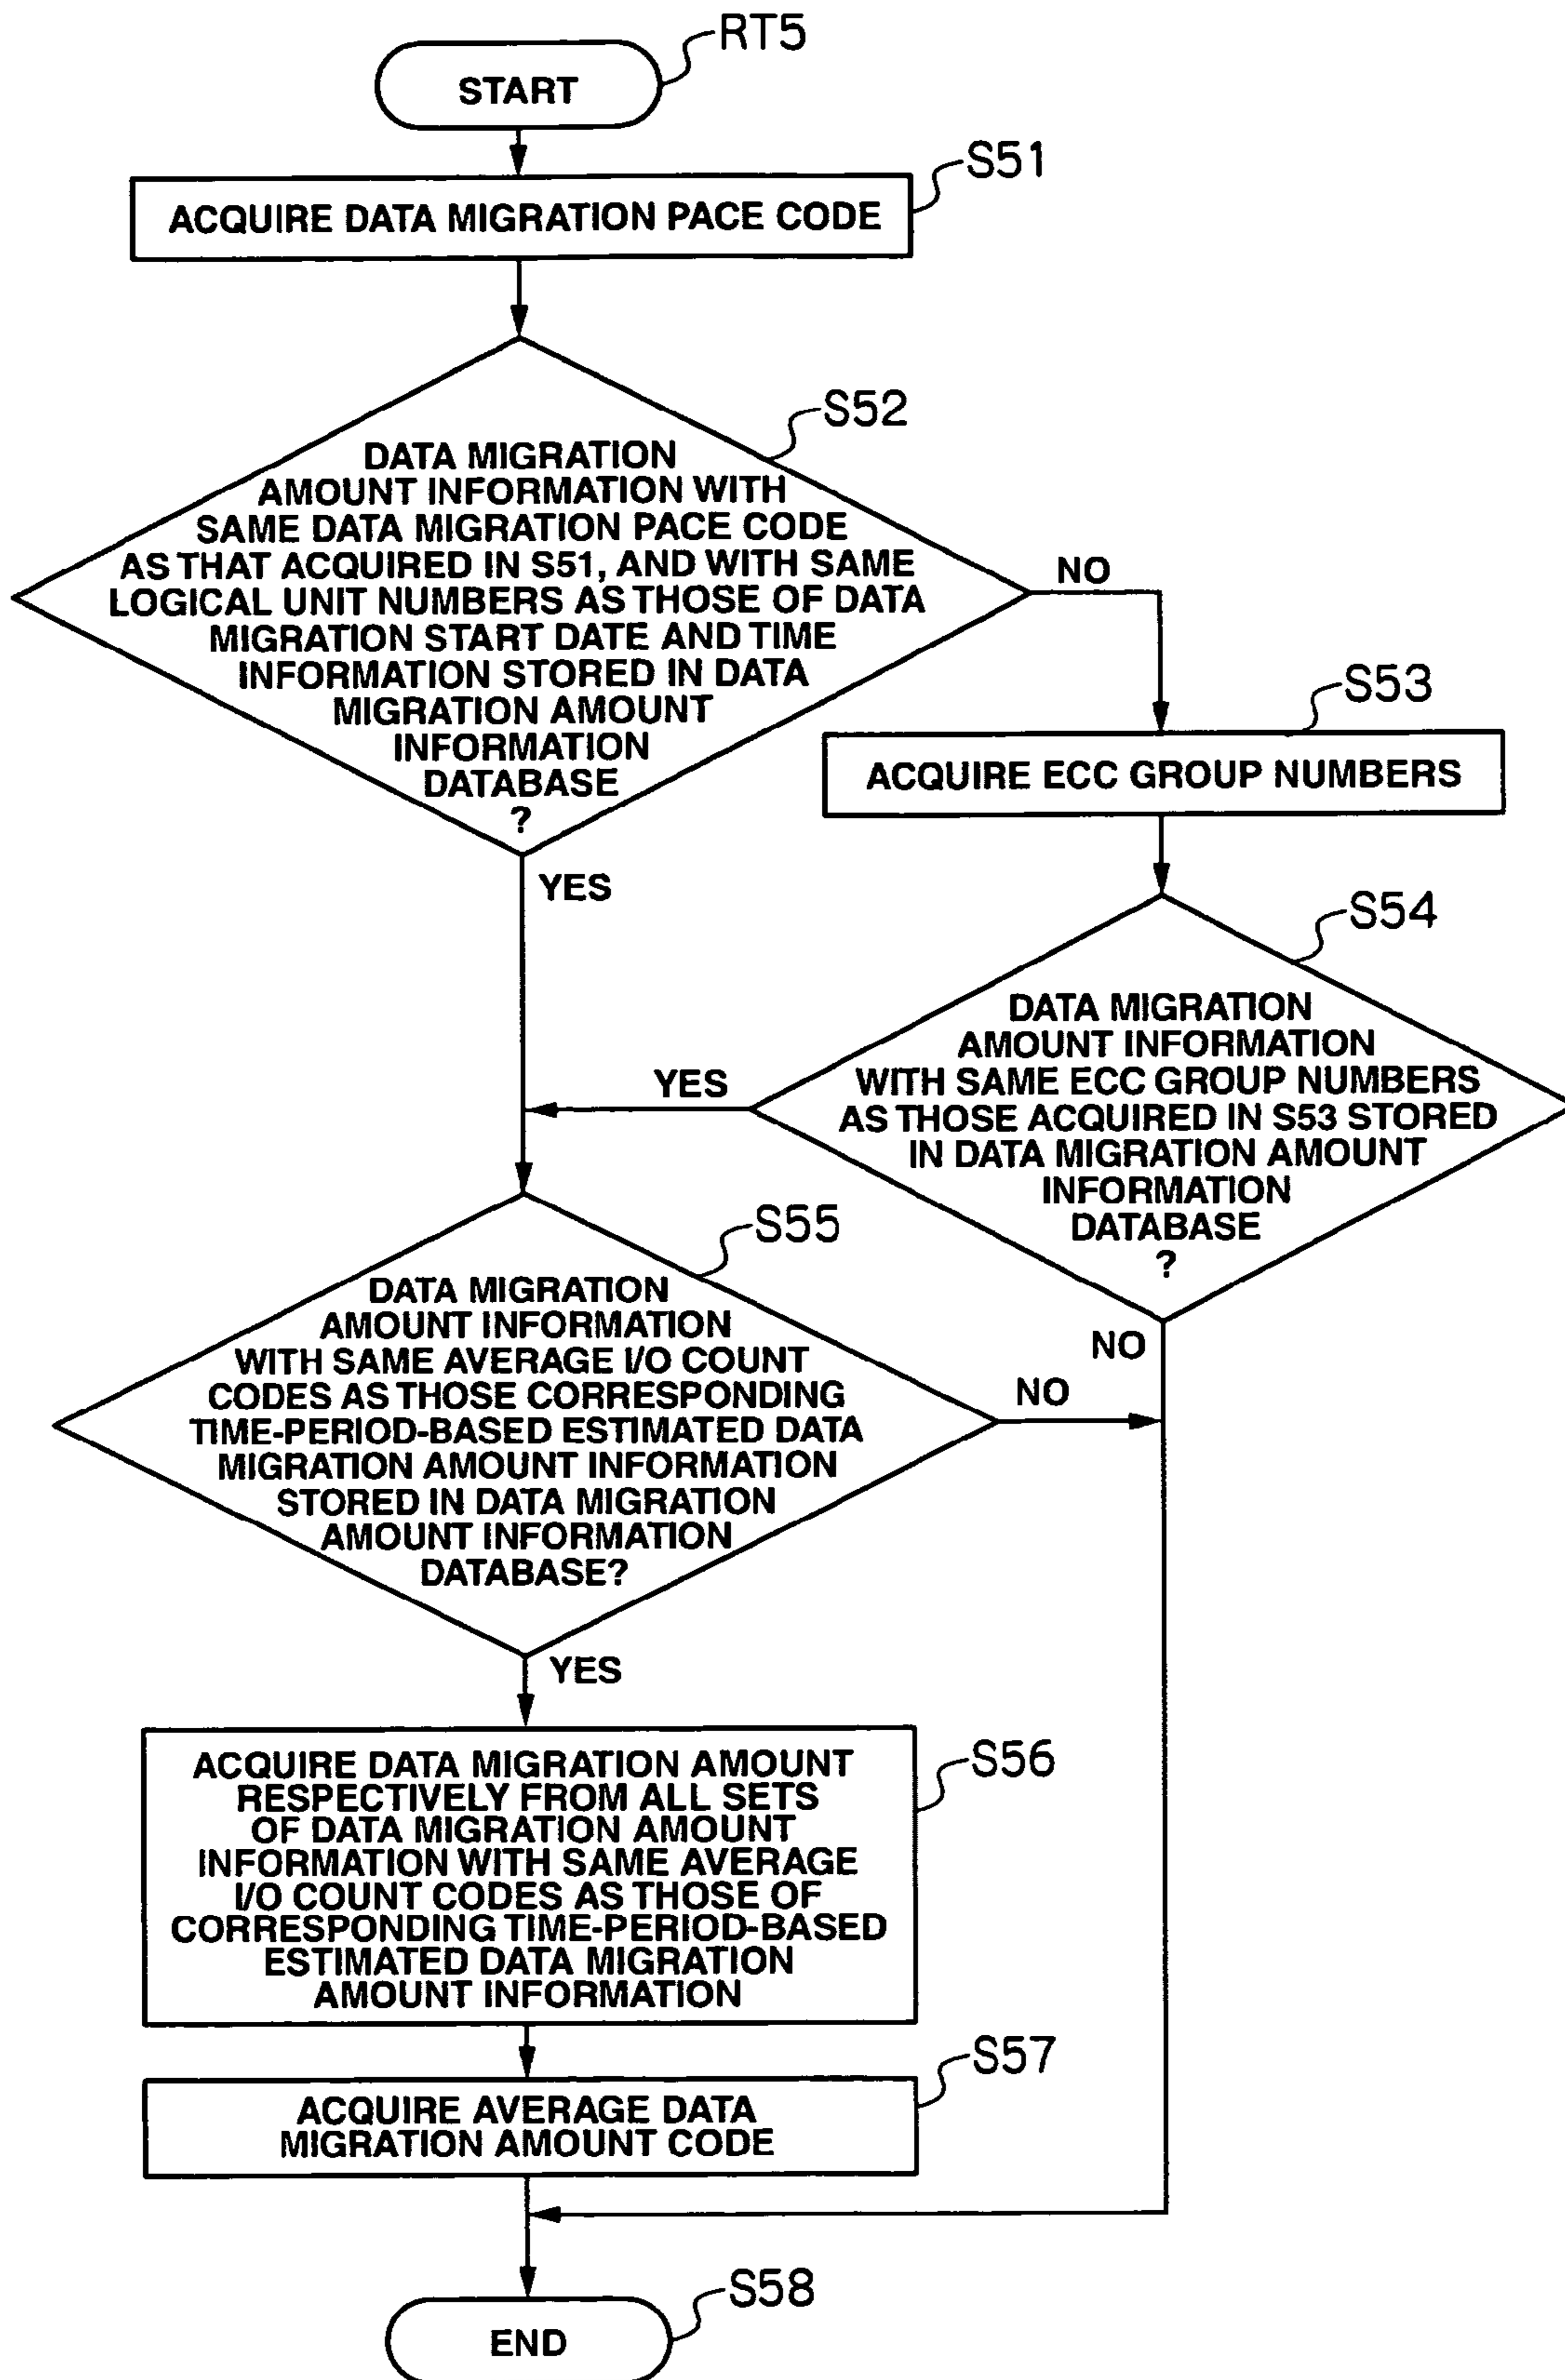 RT5
START
S51
ACQUIRE DATA MIGRATION PACE CODE
S52
DATA MIGRATION
AMOUNT INFORMATION WITH
SAME DATA MIGRATION PACE CODE
AS THAT ACQUIRED IN S51, AND WITH SAME
LOGICAL UNIT NUMBERS AS THOSE OF DATA
MIGRATION START DATE AND TIME
INFORMATION STORED IN DATA
MIGRATION AMOUNT
INFORMATION
DATABASE
?
NO
YES
S53
ACQUIRE ECC GROUP NUMBERS
S54
DATA MIGRATION
AMOUNT INFORMATION
WITH SAME ECC GROUP NUMBERS
AS THOSE ACQUIRED IN S53 STORED
IN DATA MIGRATION AMOUNT
INFORMATION
DATABASE
?
YES
NO
S55
DATA MIGRATION
AMOUNT INFORMATION
WITH SAME AVERAGE I/O COUNT
CODES AS THOSE CORRESPONDING
TIME-PERIOD-BASED ESTIMATED DATA
MIGRATION AMOUNT INFORMATION
STORED IN DATA MIGRATION
AMOUNT INFORMATION
DATABASE?
NO
YES
S56
ACQUIRE DATA MIGRATION AMOUNT
RESPECTIVELY FROM ALL SETS
OF DATA MIGRATION AMOUNT
INFORMATION WITH SAME AVERAGE
I/O COUNT CODES AS THOSE OF
CORRESPONDING TIME-PERIOD-BASED
ESTIMATED DATA MIGRATION
AMOUNT INFORMATION
S57
ACQUIRE AVERAGE DATA
MIGRATION AMOUNT CODE
S58
END